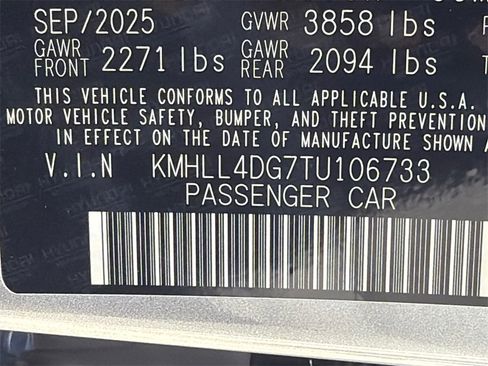 SEP/2025 GVWR 3858 lbs
GAWR FRONT 2271 lbs GAWR REAR 2094 lbs
THIS VEHICLE CONFORMS TO ALL APPLICABLE U.S.A.
MOTOR VEHICLE SAFETY, BUMPER, AND THEFT PREVENTION
IN EFFECT ON THE DATE OF MANUFACTURE SHOWN A
V.I.N KMHLL4DG7TU106733
PASSENGER CAR